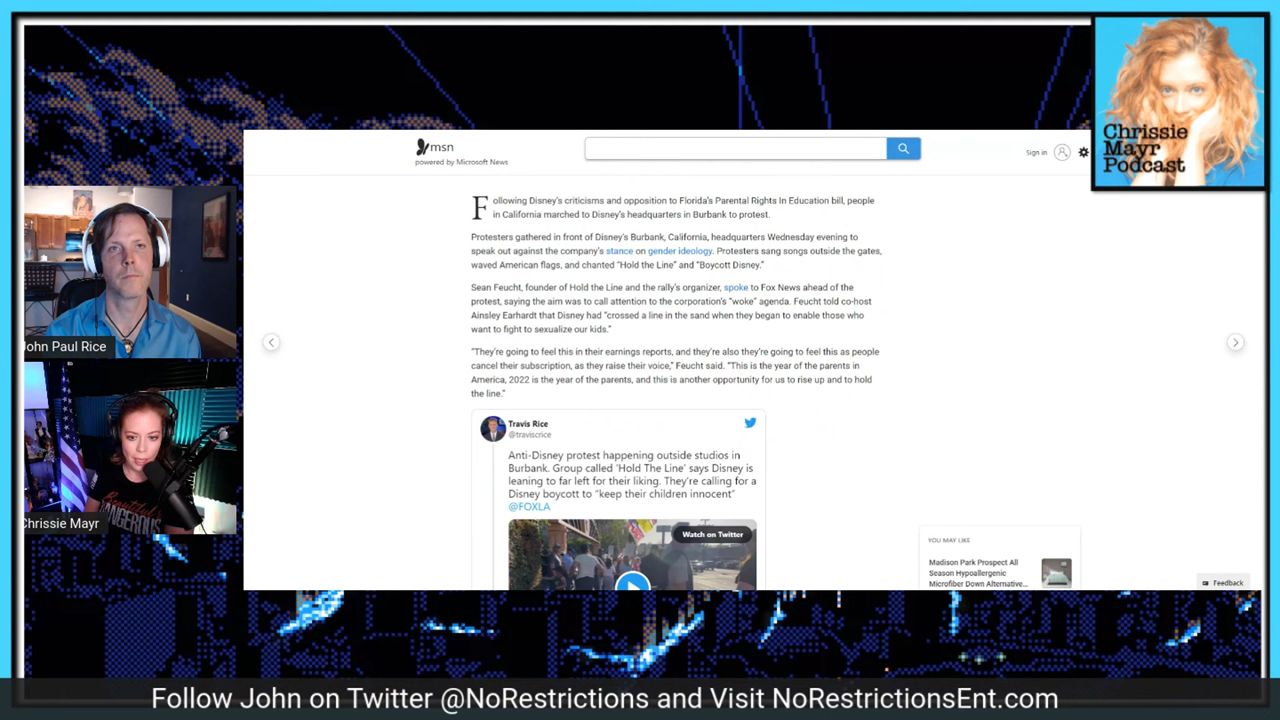 Chrissie
Mayr
Podcast
msn
powered by Microsoft News
Sign in
Following Disney's criticisms and opposition to Florida's Parental Rights In Education bill, people
in California marched to Disney's headquarters in Burbank to protest.
Protesters gathered in front of Disney's Burbank, California, headquarters Wednesday evening to
speak out against the company's stance on gender ideology. Protesters sang songs outside the gates,
waved American flags, and chanted "Hold the Line" and "Boycott Disney."
Sean Feucht, founder of Hold the Line and the rally's organizer, spoke to Fox News ahead of the
protest, saying the aim was to call attention to the corporation's "woke" agenda. Feucht told co-host
Ainsley Earhardt that Disney had "crossed a line in the sand when they began to enable those who
want to fight to sexualize our kids."
"They're going to feel this in their earnings reports, and they're also they're going to feel this as people
cancel their subscription, as they raise their voice," Feucht said. "This is the year of the parents in
America, 2022 is the year of the parents, and this is another opportunity for us to rise up and to hold
the line."
Travis Rice
@traviscrice
Anti-Disney protest happening outside studios in
Burbank. Group called 'Hold The Line' says Disney is
leaning to far left for their liking. They're calling for a
Disney boycott to "keep their children innocent"
@FOXLA
Watch on Twitter
YOU MAY LIKE
Madison Park Prospect All
Season Hypoallergenic
Microfiber Down Alternative...
Feedback
John Paul Rice
Beautiful
DANGEROUS
Chrissie Mayr
Follow John on Twitter @NoRestrictions and Visit NoRestrictionsEnt.com